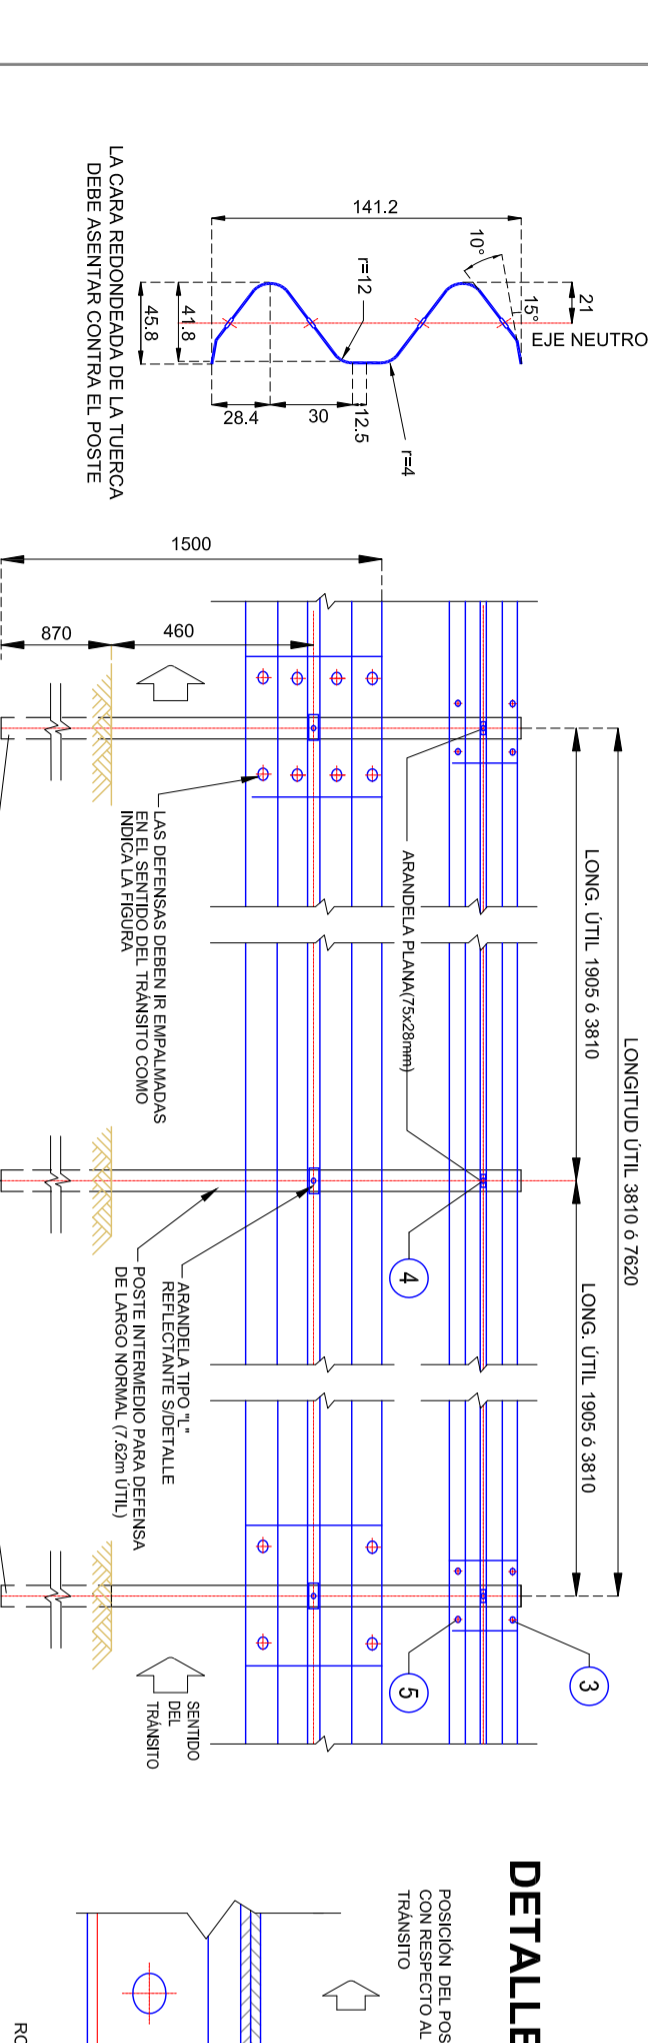 141.2
10°
15°
21
EJE NEUTRO
r=12
r=4
41.8
45.8
28.4
30
12.5
LA CARA REDONDEADA DE LA TUERCA
DEBE ASENTAR CONTRA EL POSTE
1500
870
460
LONGITUD ÚTIL 3810 ó 7620
LONG. ÚTIL 1905 ó 3810
LONG. ÚTIL 1905 ó 3810
ARANDELA PLANA(75x28mm)
LAS DEFENSAS DEBEN IR EMPALMADAS
EN EL SENTIDO DEL TRÁNSITO COMO
INDICA LA FIGURA
4
ARANDELA TIPO "L"
REFLECTANTE S/DETALLE
POSTE INTERMEDIO PARA DEFENSA
DE LARGO NORMAL (7.62m ÚTIL)
3
5
SENTIDO
DEL
TRÁNSITO
DETALLE
POSICIÓN DEL POS
CON RESPECTO AL
TRÁNSITO